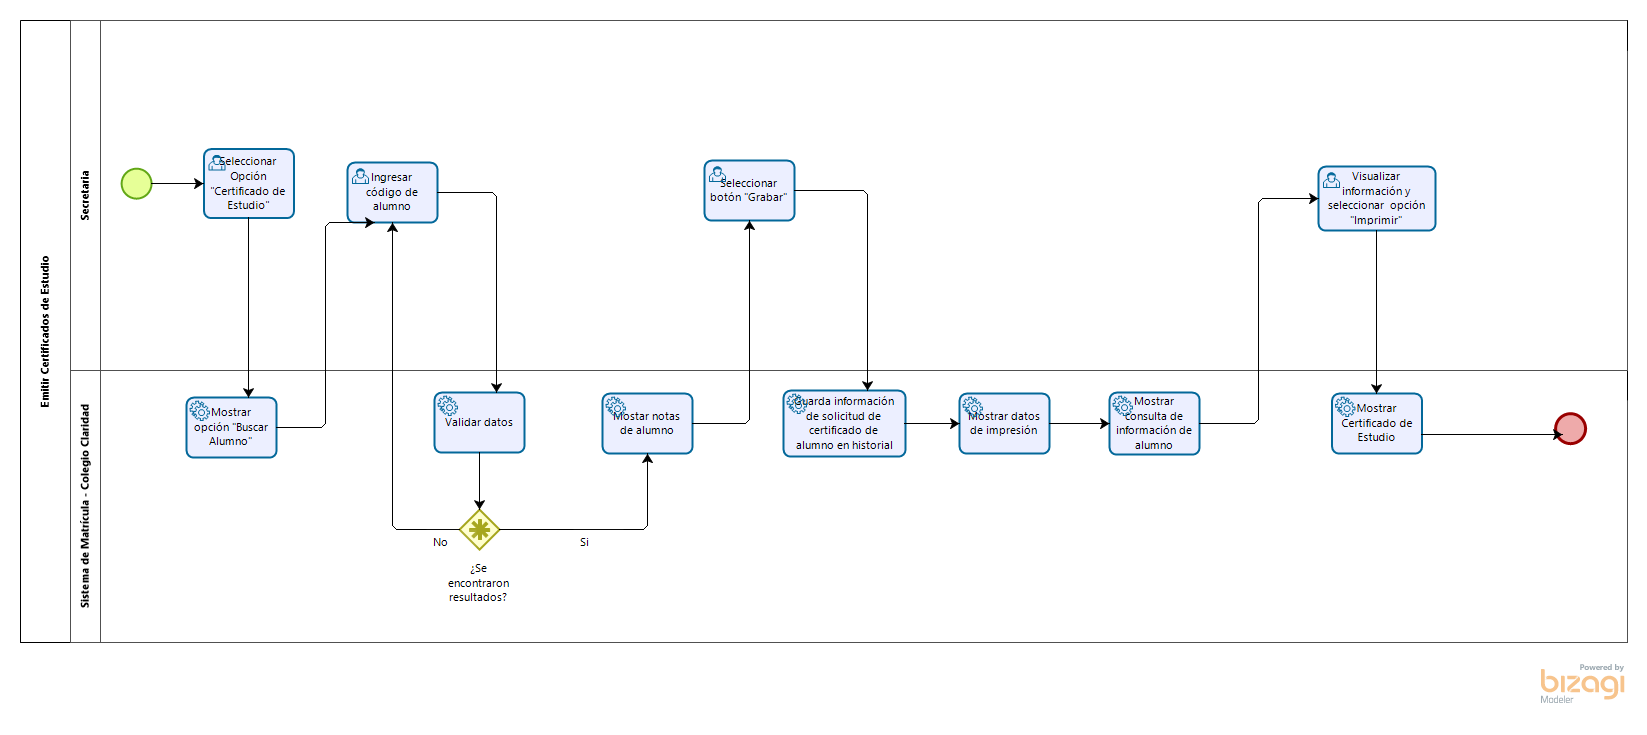 Emitir Certificados de Estudio
Secretaria
Seleccionar
Opción
"Certificado de
Estudio"
Ingresar
código de
alumno
Seleccionar
botón "Grabar"
Visualizar
información y
seleccionar opción
"Imprimir"
Sistema de Matrícula - Colegio Claridad
Mostrar
opción "Buscar
Alumno"
Validar datos
Mostar notas
de alumno
Guarda información
de solicitud de
certificado de
alumno en historial
Mostrar datos
de impresión
Mostrar
consulta de
información de
alumno
Mostrar
Certificado de
Estudio
No
Si
¿Se
encontraron
resultados?
Powered by
bizagi
Modeler